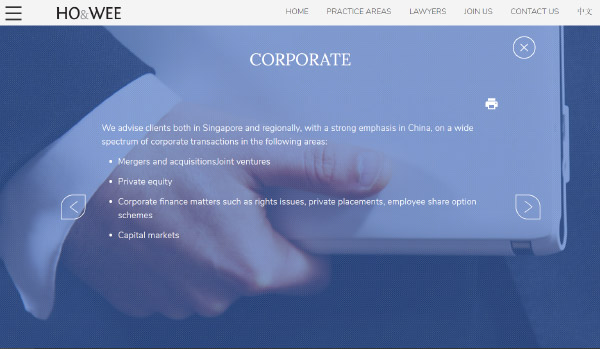 HO&WEE
HOME PRACTICE AREAS LAWYERS JOIN US CONTACT US 中文
CORPORATE
We advise clients both in Singapore and regionally, with a strong emphasis in China, on a wide
spectrum of corporate transactions in the following areas:
• Mergers and acquisitionsJoint ventures
• Private equity
• Corporate finance matters such as rights issues, private placements, employee share option
schemes
• Capital markets